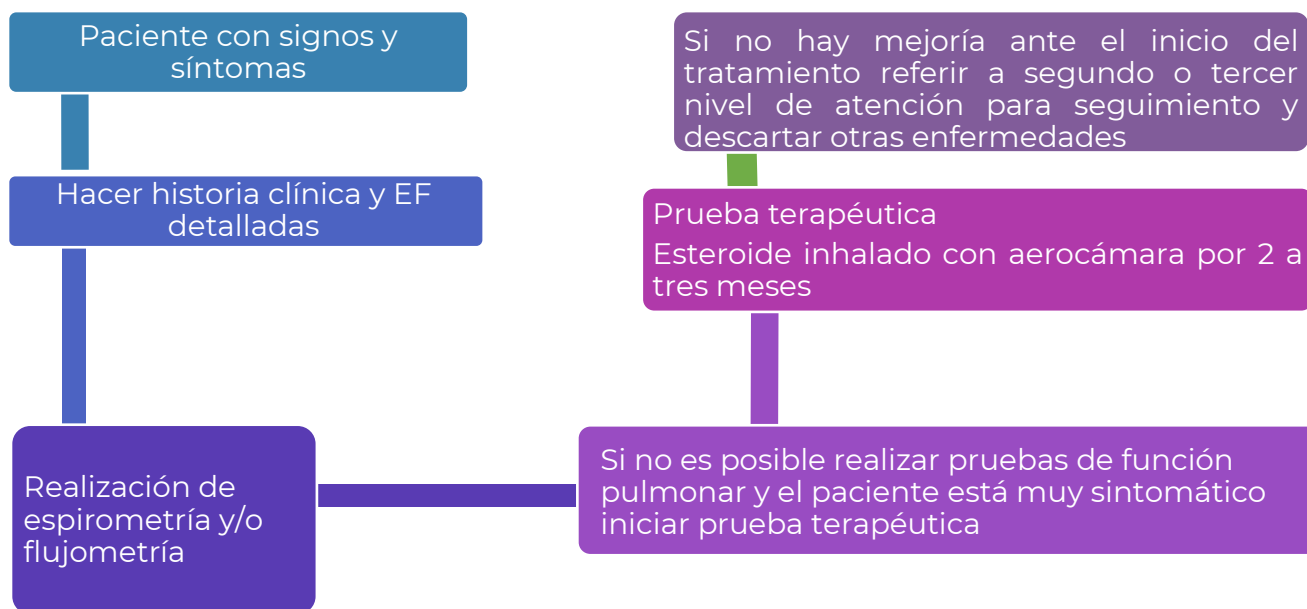 Paciente con signos y
síntomas
Hacer historia clínica y EF
detalladas
Realización de
espirometría y/o
flujometría
Si no es posible realizar pruebas de función
pulmonar y el paciente está muy sintomático
iniciar prueba terapéutica
Prueba terapéutica
Esteroide inhalado con aerocámara por 2 a
tres meses
Si no hay mejoría ante el inicio del
tratamiento referir a segundo o tercer
nivel de atención para seguimiento y
descartar otras enfermedades